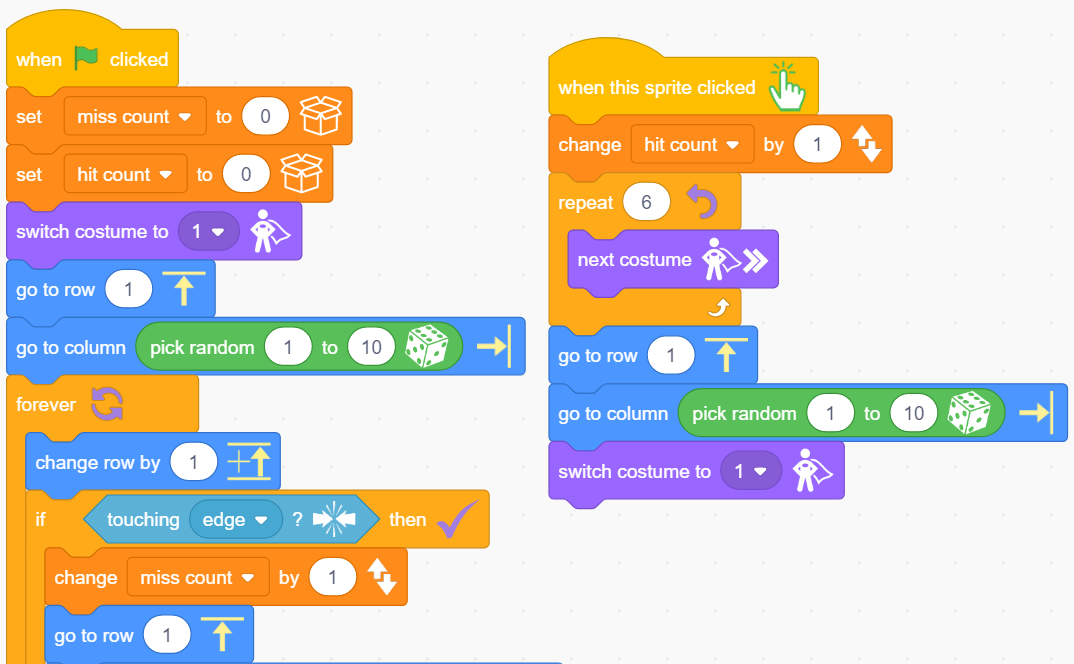 when clicked
set miss count to 0
set hit count to 0
switch costume to 1
go to row 1
go to column pick random 1 to 10
forever
change row by 1
if touching edge ? then
change miss count by 1
go to row 1
when this sprite clicked
change hit count by 1
repeat 6
next costume
go to row 1
go to column pick random 1 to 10
switch costume to 1